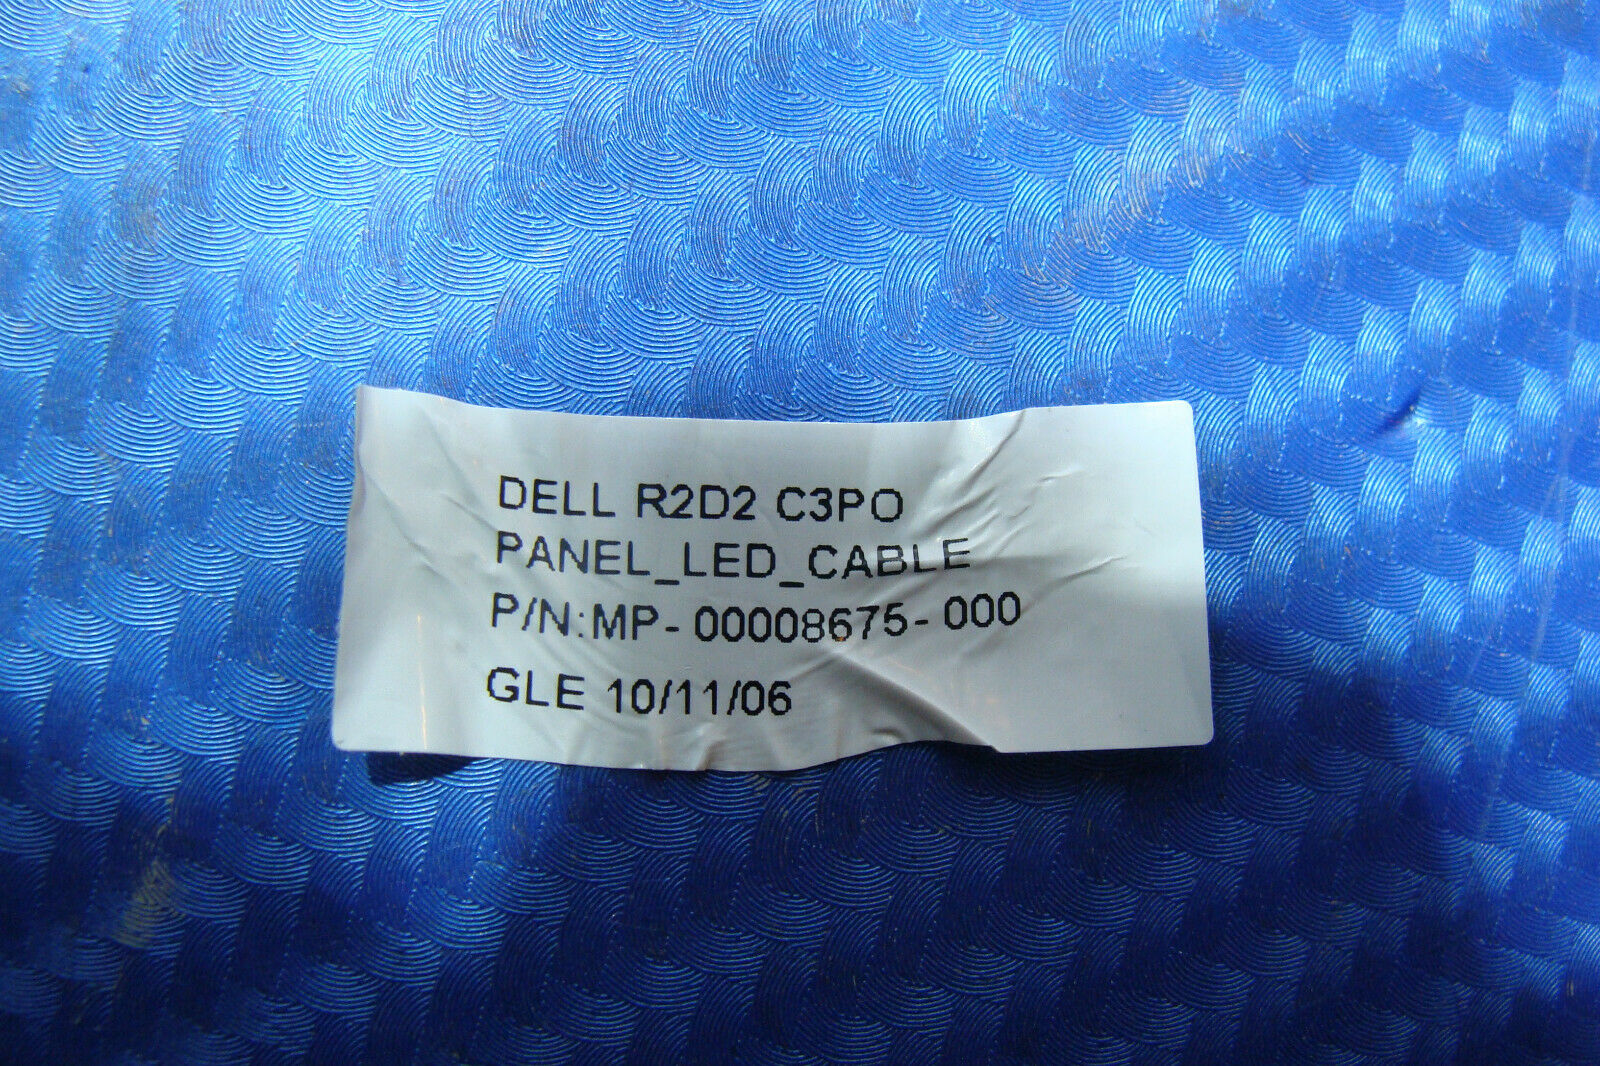 DELL R2D2 C3PO
PANEL_LED_CABLE
P/N:MP-00008675-000
GLE 10/11/06